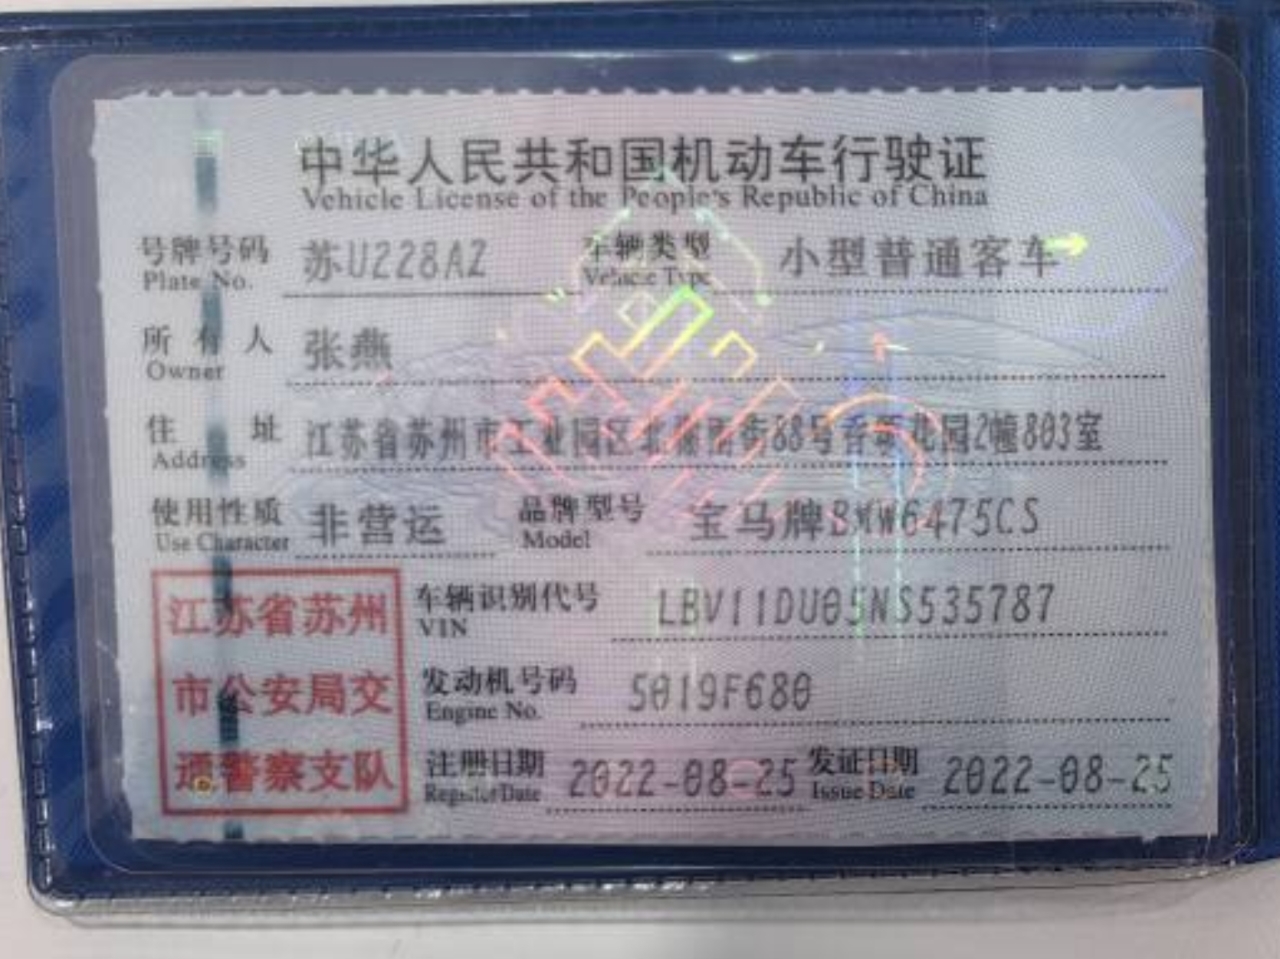 中华人民共和国机动车行驶证
Vehicle License of the People's Republic of China
号牌号码 苏U228AZ 车辆类型 小型普通客车
Plate No. Vehicle Type
所有人 张燕
Owner
住址 江苏省苏州市工业园区 街88号 花园2幢803室
Address
使用性质 非营运 品牌型号 宝马牌BMW6475CS
Use Character Model
江苏省苏州
市公安局交
通警察支队
车辆识别代号 LBV11DU05NS535787
VIN
发动机号码 5019F680
Engine No.
注册日期 2022-08-25 发证日期 2022-08-25
Register Date Issue Date